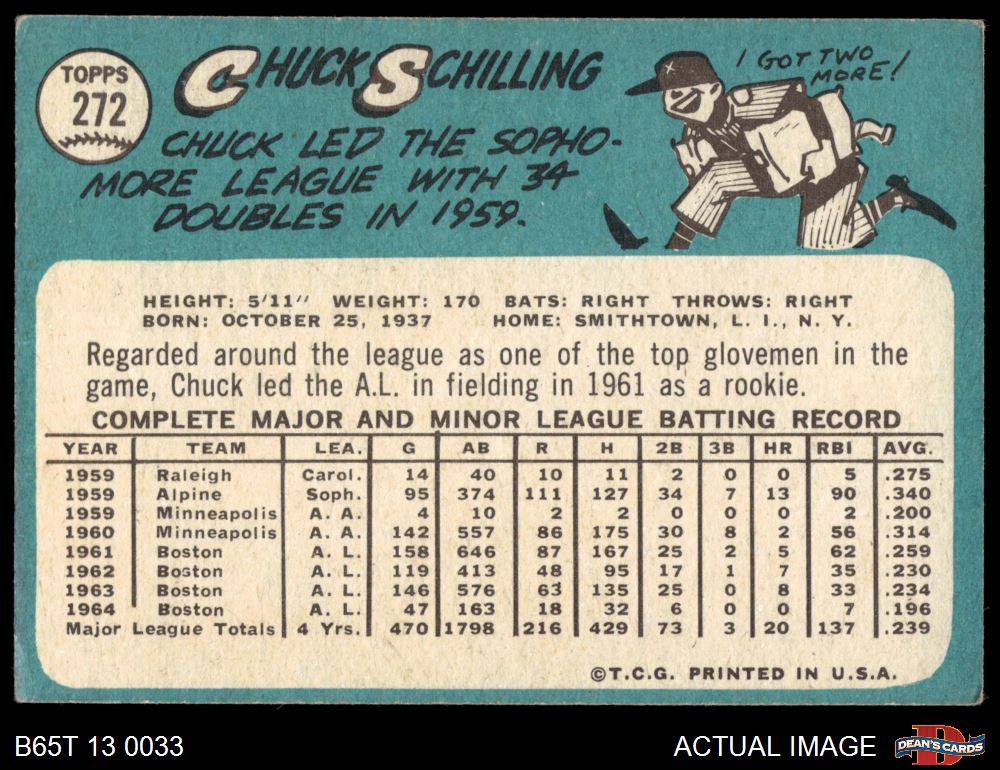 TOPPS
272
CHUCK SCHILLING
I GOT TWO
MORE!
CHUCK LED THE SOPHO-
MORE LEAGUE WITH 34
DOUBLES IN 1959.
HEIGHT: 5'11" WEIGHT: 170 BATS: RIGHT THROWS: RIGHT
BORN: OCTOBER 25, 1937 HOME: SMITHTOWN, L. I., N. Y.
Regarded around the league as one of the top glovemen in the
game, Chuck led the A.L. in fielding in 1961 as a rookie.
COMPLETE MAJOR AND MINOR LEAGUE BATTING RECORD
YEAR TEAM LEA. G AB R H 2B 3B HR RBI AVG.
1959 Raleigh Carol. 14 40 10 11 2 0 0 5 .275
1959 Alpine Soph. 95 374 111 127 34 7 13 90 .340
1959 Minneapolis A. A. 4 10 2 2 0 0 0 2 .200
1960 Minneapolis A. A. 142 557 86 175 30 8 2 56 .314
1961 Boston A. L. 158 646 87 167 25 2 5 62 .259
1962 Boston A. L. 119 413 48 95 17 1 7 35 .230
1963 Boston A. L. 146 576 63 135 25 0 8 33 .234
1964 Boston A. L. 47 163 18 32 6 0 0 7 .196
Major League Totals 4 Yrs. 470 1798 216 429 73 3 20 137 .239
©T.C.G. PRINTED IN U.S.A.
B65T 13 0033 ACTUAL IMAGE D DEAN'S CARDS